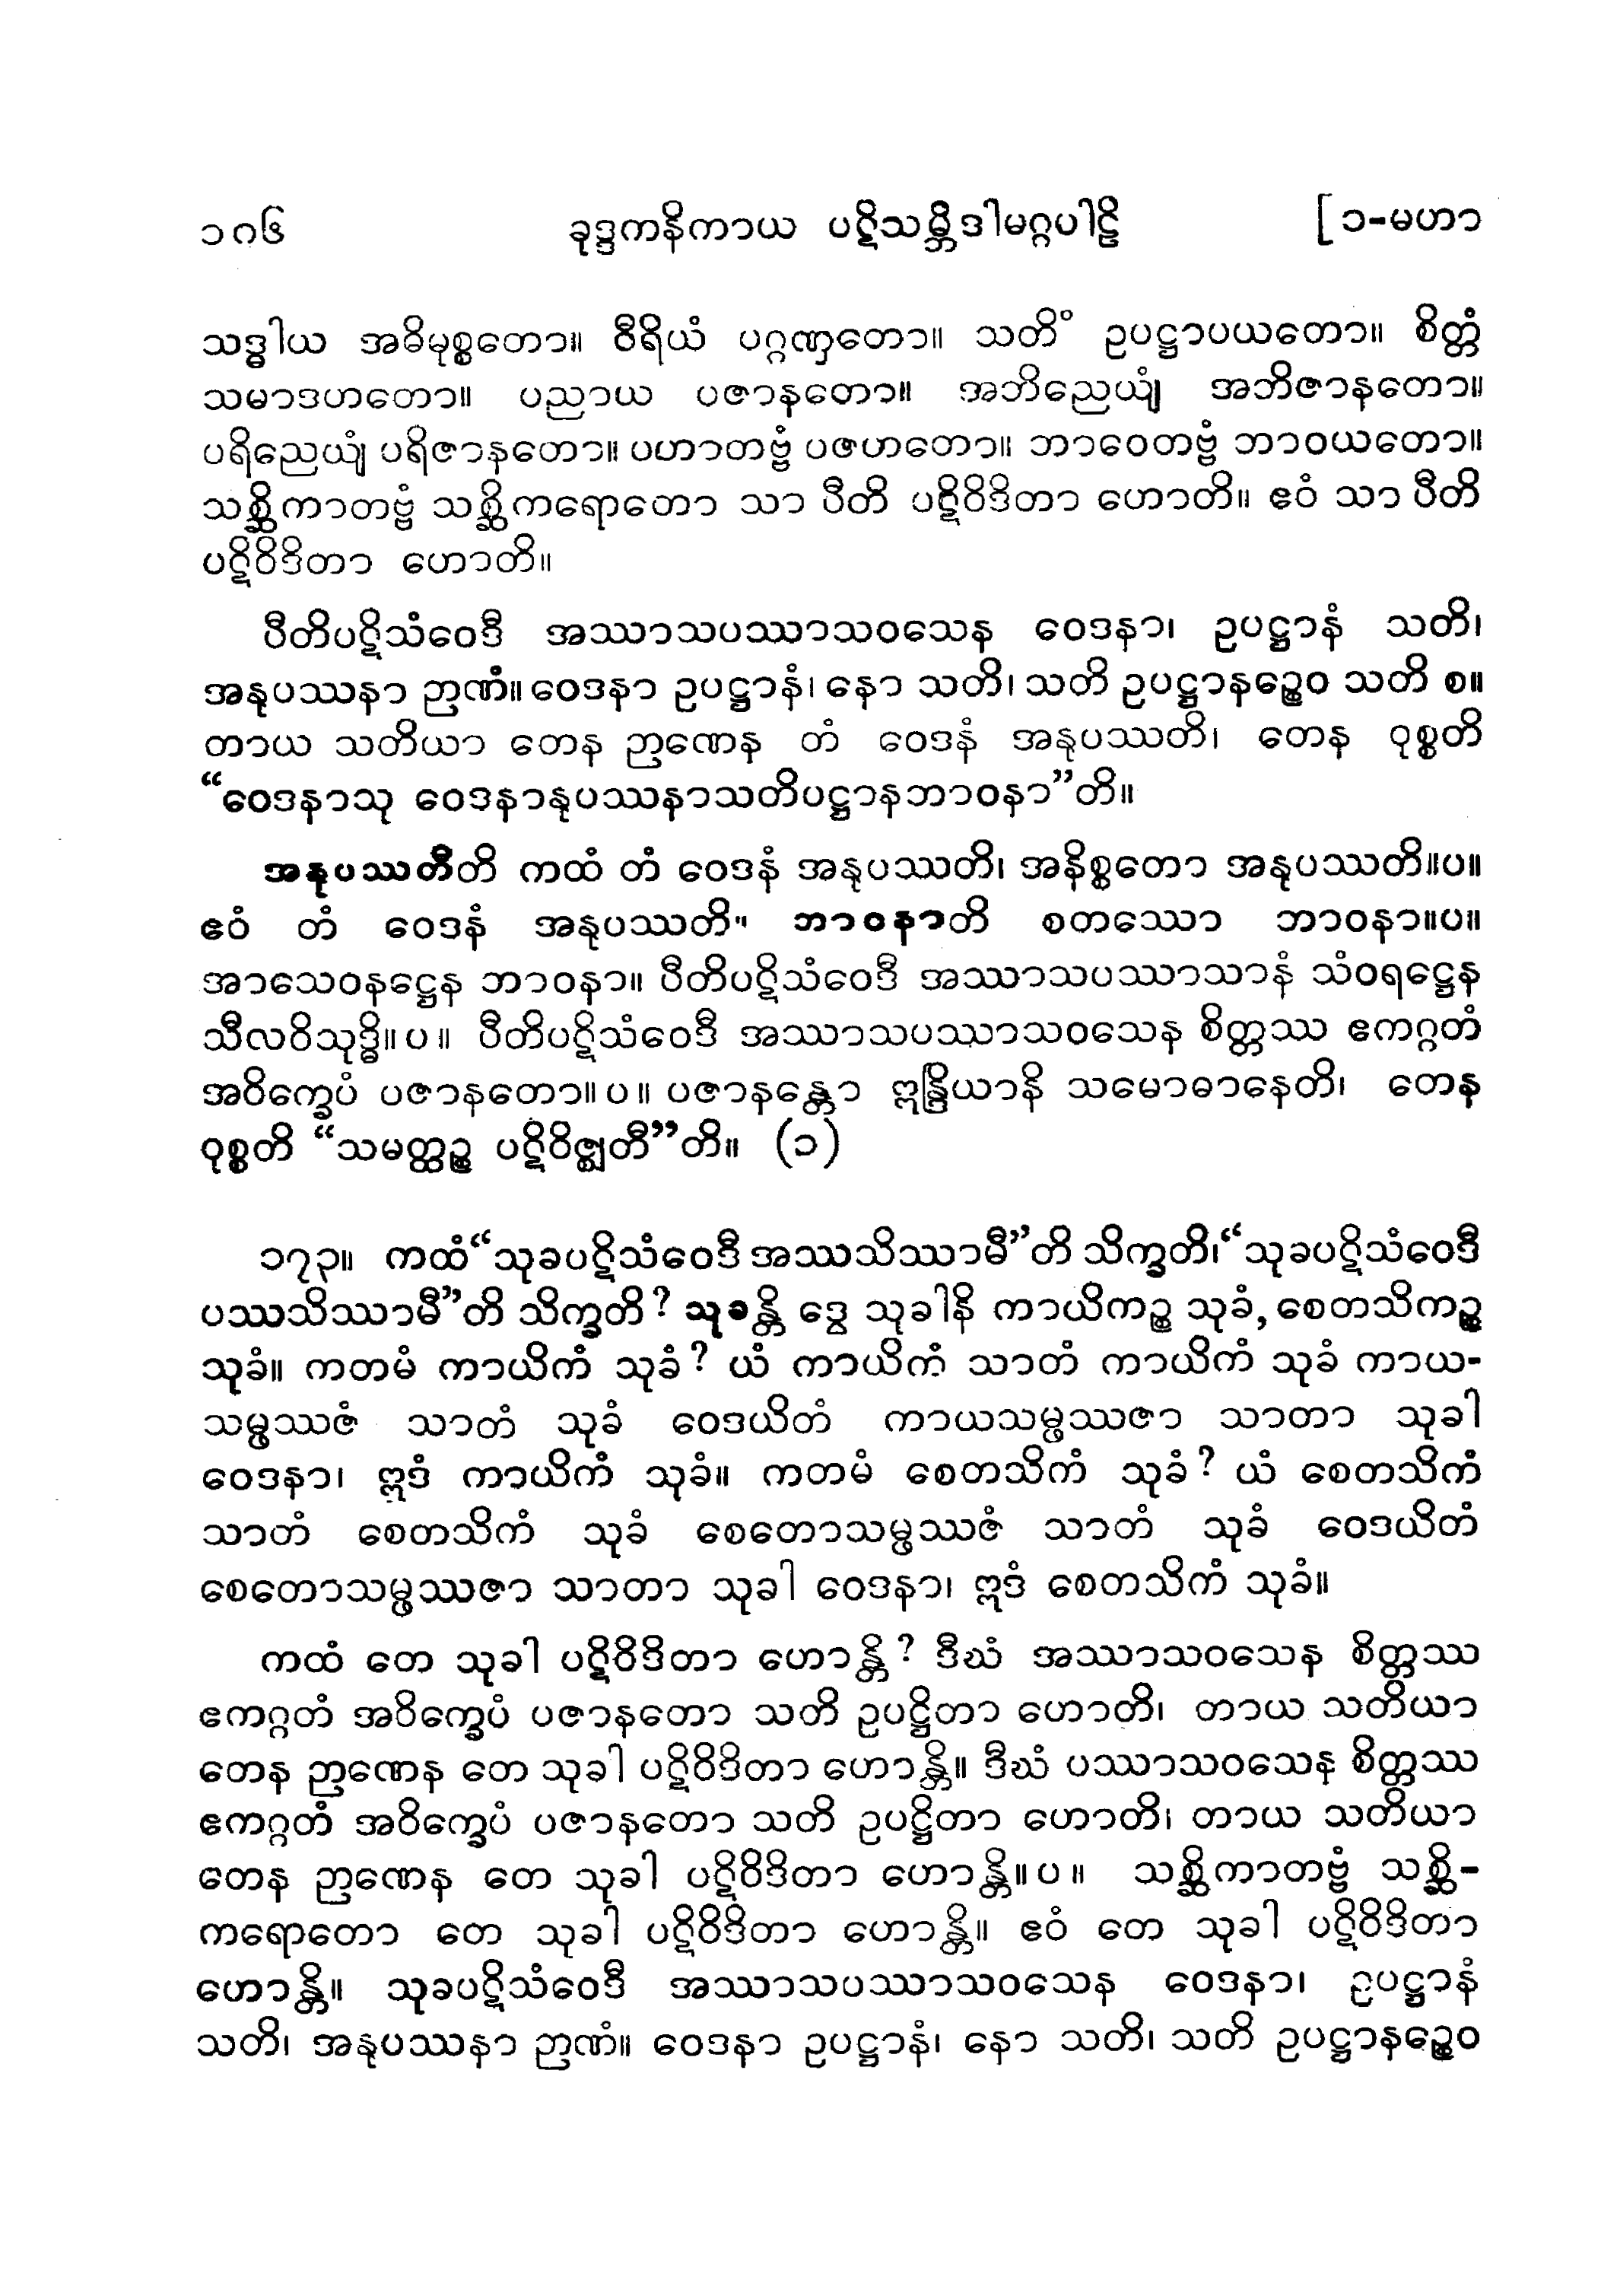 ၁၈၆ ခုဒ္ဒကနိကာယ ပဋိသမ္ဘိဒါမဂ္ဂပါဠိ [၁-မဟာ
သဒ္ဓါယ အဓိမုစ္စတော။ ဝီရိယံ ပဂ္ဂဏှတော။ သတိံ ဥပဋ္ဌာပယတော။ စိတ္တံ
သမာဒဟတော။ ပညာယ ပဇာနတော။ အဘိညေယျံ အဘိဇာနတော။
ပရိညေယျံ ပရိဇာနတော။ ပဟာတဗ္ဗံ ပဇဟတော။ ဘာဝေတဗ္ဗံ ဘာဝယတော။
သစ္ဆိကာတဗ္ဗံ သစ္ဆိကရောတော သာ ပီတိ ပဋိဝိဒိတာ ဟောတိ။ ဧဝံ သာ ပီတိ
ပဋိဝိဒိတာ ဟောတိ။
ပီတိပဋိသံဝေဒီ အဿာသပဿာသဝသေန ဝေဒနာ၊ ဥပဋ္ဌာနံ သတိ၊
အနုပဿနာ ဉာဏံ။ ဝေဒနာ ဥပဋ္ဌာနံ၊ နော သတိ၊ သတိ ဥပဋ္ဌာနဉ္စေဝ သတိ စ။
တာယ သတိယာ တေန ဉာဏေန တံ ဝေဒနံ အနုပဿတိ၊ တေန ဝုစ္စတိ
“ဝေဒနာသု ဝေဒနာနုပဿနာသတိပဋ္ဌာနဘာဝနာ”တိ။
အနုပဿတီတိ ကထံ တံ ဝေဒနံ အနုပဿတိ၊ အနိစ္စတော အနုပဿတိ။ပ။
ဧဝံ တံ ဝေဒနံ အနုပဿတိ။ ဘာဝနာတိ စတဿော ဘာဝနာ။ပ။
အာသေဝနဋ္ဌေန ဘာဝနာ။ ပီတိပဋိသံဝေဒီ အဿာသပဿာသာနံ သံဝရဋ္ဌေန
သီလဝိသုဒ္ဓိ။ပ။ ပီတိပဋိသံဝေဒီ အဿာသပဿာသဝသေန စိတ္တဿ ဧကဂ္ဂတံ
အဝိက္ခေပံ ပဇာနတော။ပ။ ပဇာနန္တော ဣန္ဒြိယာနိ သမောဓာနေတိ၊ တေန
ဝုစ္စတိ “သမတ္ထဉ္စ ပဋိဝိဇ္ဈတီ”တိ။ (၁)
၁၇၃။ ကထံ“သုခပဋိသံဝေဒီ အဿသိဿာမီ”တိ သိက္ခတိ၊“သုခပဋိသံဝေဒီ
ပဿသိဿာမီ”တိ သိက္ခတိ? သုခန္တိ ဒွေ သုခါနိ ကာယိကဉ္စ သုခံ, စေတသိကဉ္စ
သုခံ။ ကတမံ ကာယိကံ သုခံ? ယံ ကာယိကံ သာတံ ကာယိကံ သုခံ ကာယ-
သမ္ဖဿဇံ သာတံ သုခံ ဝေဒယိတံ ကာယသမ္ဖဿဇာ သာတာ သုခါ
ဝေဒနာ၊ ဣဒံ ကာယိကံ သုခံ။ ကတမံ စေတသိကံ သုခံ? ယံ စေတသိကံ
သာတံ စေတသိကံ သုခံ စေတောသမ္ဖဿဇံ သာတံ သုခံ ဝေဒယိတံ
စေတောသမ္ဖဿဇာ သာတာ သုခါ ဝေဒနာ၊ ဣဒံ စေတသိကံ သုခံ။
ကထံ တေ သုခါ ပဋိဝိဒိတာ ဟောန္တိ? ဒီဃံ အဿာသဝသေန စိတ္တဿ
ဧကဂ္ဂတံ အဝိက္ခေပံ ပဇာနတော သတိ ဥပဋ္ဌိတာ ဟောတိ၊ တာယ သတိယာ
တေန ဉာဏေန တေ သုခါ ပဋိဝိဒိတာ ဟောန္တိ။ ဒီဃံ ပဿာသဝသေန စိတ္တဿ
ဧကဂ္ဂတံ အဝိက္ခေပံ ပဇာနတော သတိ ဥပဋ္ဌိတာ ဟောတိ၊ တာယ သတိယာ
တေန ဉာဏေန တေ သုခါ ပဋိဝိဒိတာ ဟောန္တိ။ပ။ သစ္ဆိကာတဗ္ဗံ သစ္ဆိ-
ကရောတော တေ သုခါ ပဋိဝိဒိတာ ဟောန္တိ။ ဧဝံ တေ သုခါ ပဋိဝိဒိတာ
ဟောန္တိ။ သုခပဋိသံဝေဒီ အဿာသပဿာသဝသေန ဝေဒနာ၊ ဥပဋ္ဌာနံ
သတိ၊ အနုပဿနာ ဉာဏံ။ ဝေဒနာ ဥပဋ္ဌာနံ၊ နော သတိ၊ သတိ ဥပဋ္ဌာနဉ္စေဝ